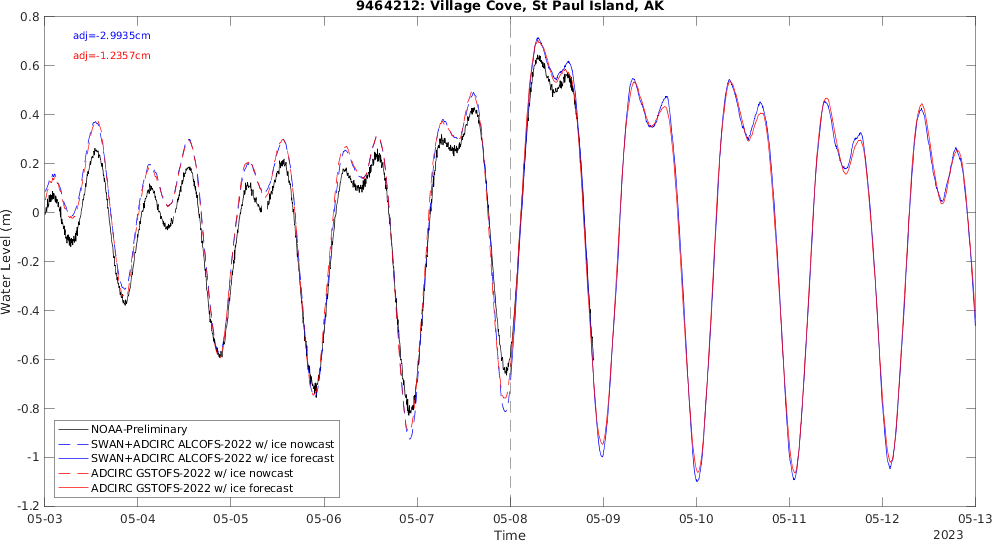 9464212: Village Cove, St Paul Island, AK
adj=-2.9935cm
adj=-1.2357cm
0.8
0.6
0.4
0.2
0
-0.2
-0.4
-0.6
-0.8
-1
-1.2
Water Level (m)
NOAA-Preliminary
SWAN+ADCIRC ALCOFS-2022 w/ ice nowcast
SWAN+ADCIRC ALCOFS-2022 w/ ice forecast
ADCIRC GSTOFS-2022 w/ ice nowcast
ADCIRC GSTOFS-2022 w/ ice forecast
05-03 05-04 05-05 05-06 05-07 05-08 05-09 05-10 05-11 05-12 05-13
Time
2023